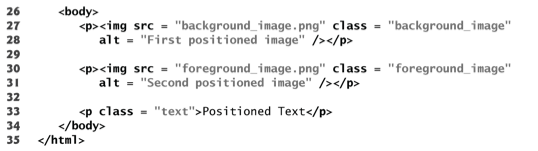 26 <body>
27 <p><img src = "background_image.png" class = "background_image"
28 alt = "First positioned image" /></p>
29
30 <p><img src = "foreground_image.png" class = "foreground_image"
31 alt = "Second positioned image" /></p>
32
33 <p class = "text">Positioned Text</p>
34 </body>
35 </html>